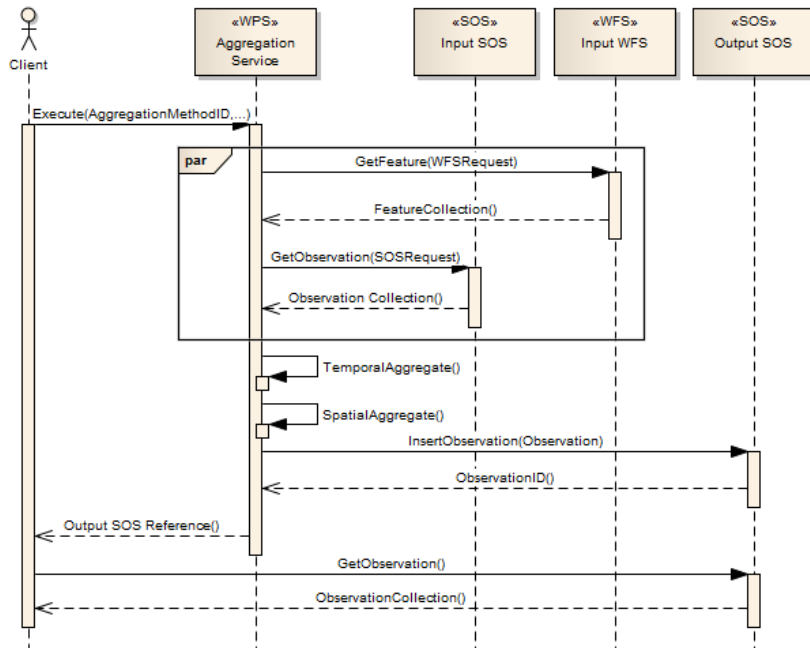 «WPS»
Aggregation
Service
«SOS»
Input SOS
«WFS»
Input WFS
«SOS»
Output SOS
Client
Execute(AggregationMethodID,...)
par
GetFeature(WFSRequest)
FeatureCollection()
GetObservation(SOSRequest)
Observation Collection()
TemporalAggregate()
SpatialAggregate()
InsertObservation(Observation)
ObservationID()
Output SOS Reference()
GetObservation()
ObservationCollection()